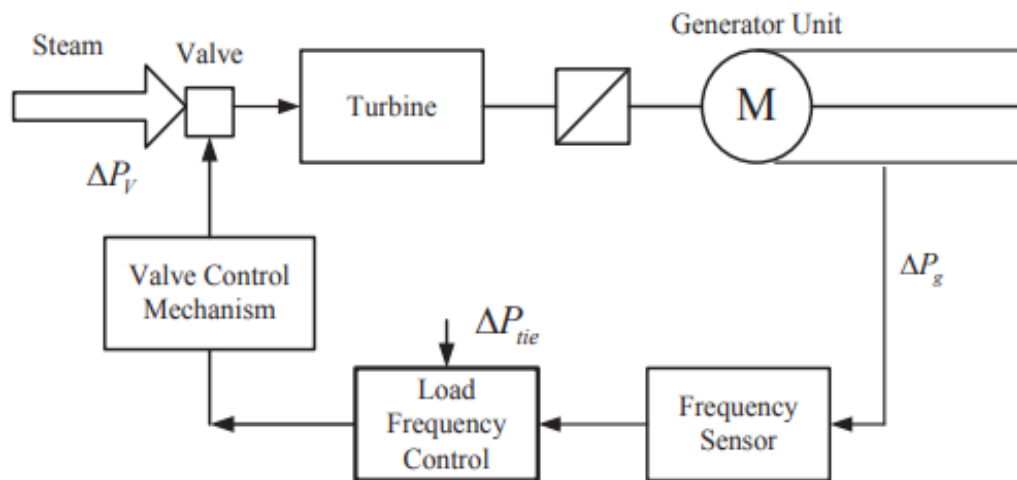 Generator Unit
Steam
Valve
Turbine
M
ΔP_V
Valve Control
Mechanism
ΔP_g
ΔP_tie
Load
Frequency
Control
Frequency
Sensor